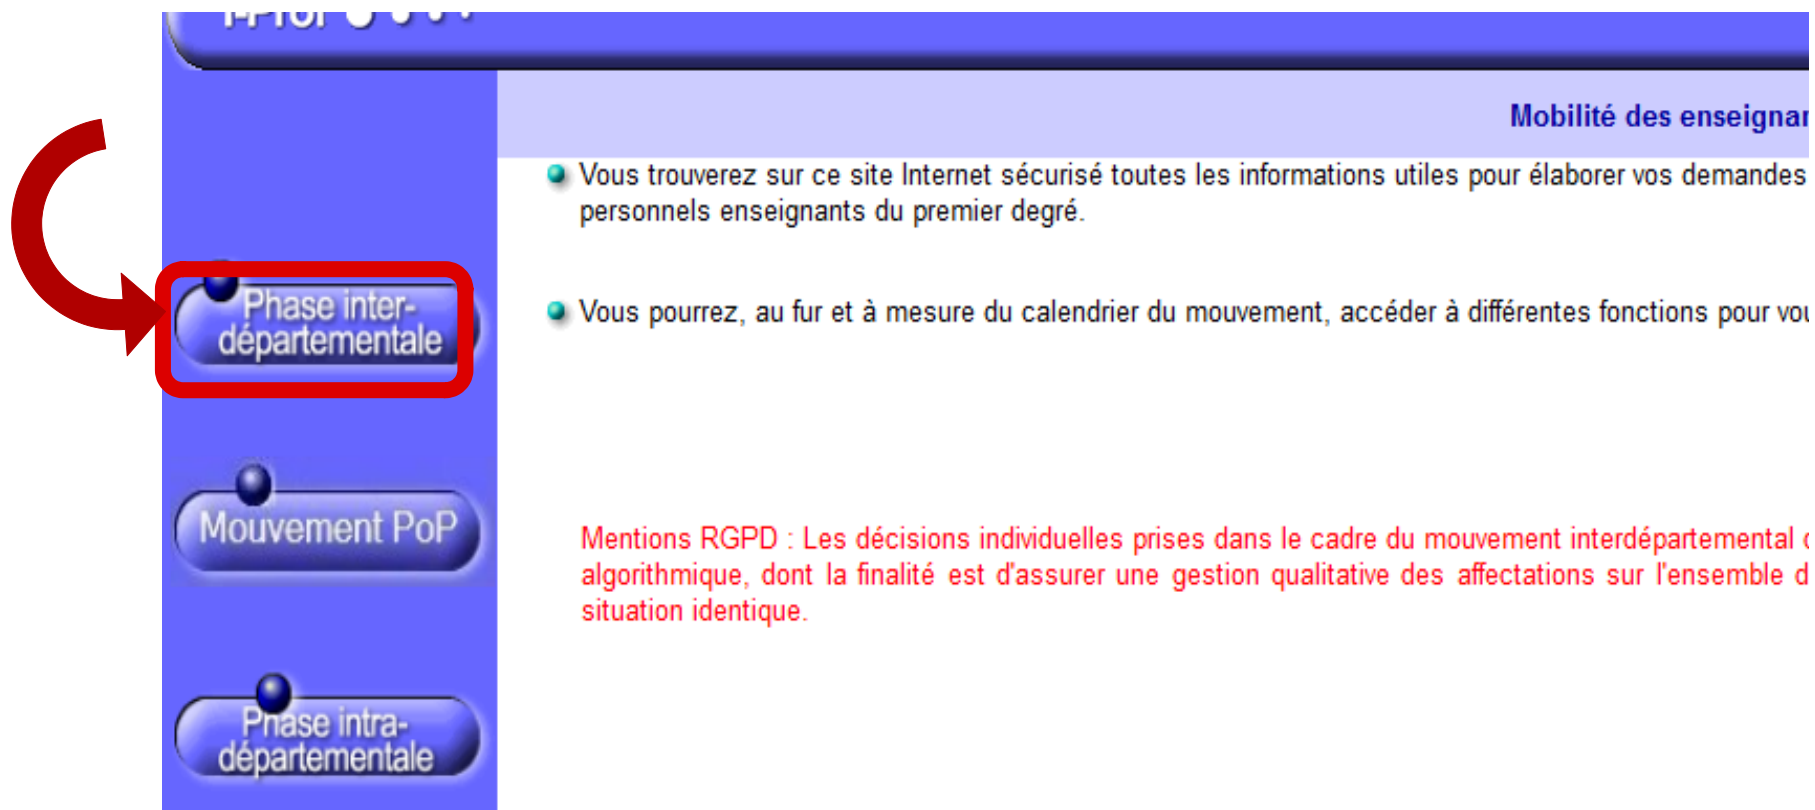 I-Prof
Mobilité des enseignan
Vous trouverez sur ce site Internet sécurisé toutes les informations utiles pour élaborer vos demandes
personnels enseignants du premier degré.
Phase inter-
départementale
Vous pourrez, au fur et à mesure du calendrier du mouvement, accéder à différentes fonctions pour vou
Mouvement PoP
Mentions RGPD : Les décisions individuelles prises dans le cadre du mouvement interdépartemental
algorithmique, dont la finalité est d'assurer une gestion qualitative des affectations sur l'ensemble d
situation identique.
Phase intra-
départementale